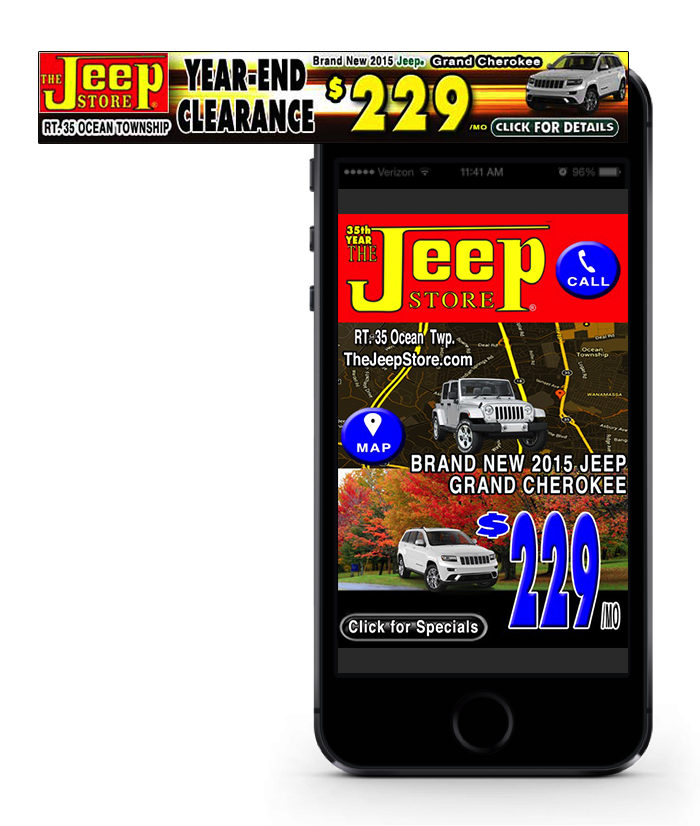 THE Jeep STORE®
RT. 35 OCEAN TOWNSHIP
YEAR-END
CLEARANCE
Brand New 2015 Jeep® Grand Cherokee
$229/MO
CLICK FOR DETAILS
Verizon 11:41 AM 96%
35th
YEAR
THE Jeep
STORE®
CALL
RT. 35 Ocean Twp.
TheJeepStore.com
Deal Rd
Ocean
Township
WANAMASSA
MAP
BRAND NEW 2015 JEEP
GRAND CHEROKEE
$229/MO
Click for Specials